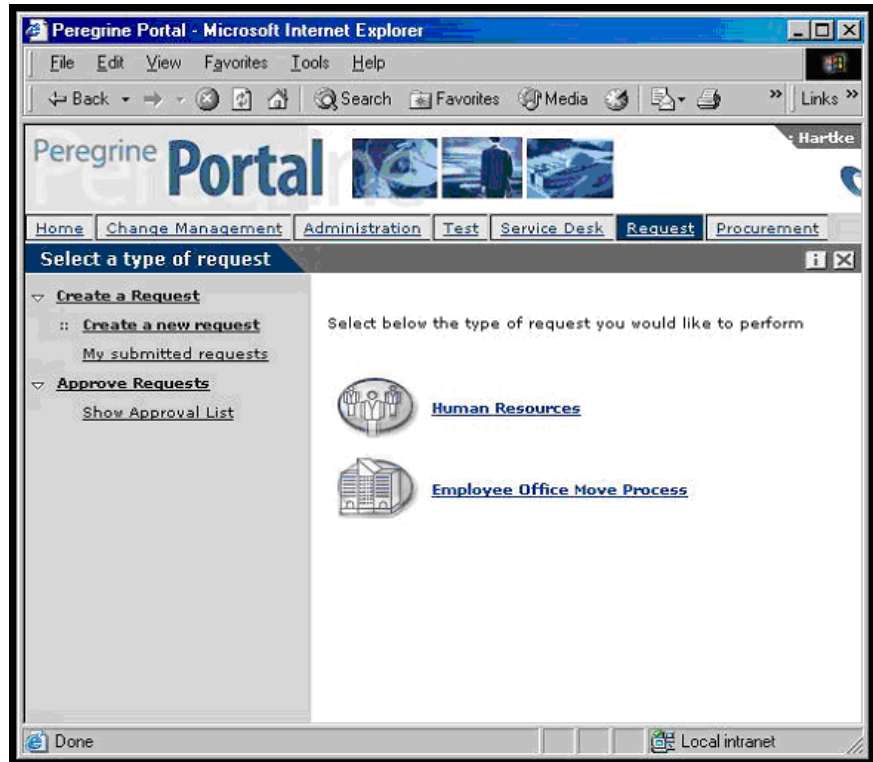 Peregrine Portal - Microsoft Internet Explorer
File Edit View Favorites Tools Help
Back Search Favorites Media » Links »
Peregrine Portal
: Hartke
Home Change Management Administration Test Service Desk Request Procurement
Select a type of request
Create a Request
:: Create a new request
My submitted requests
Approve Requests
Show Approval List
Select below the type of request you would like to perform
Human Resources
Employee Office Move Process
Done Local intranet